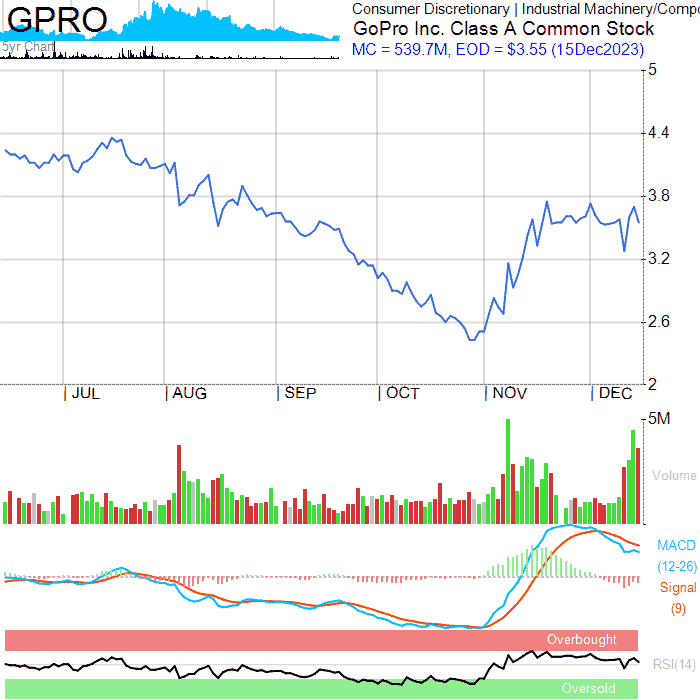 GPRO
5yr Chart
Consumer Discretionary | Industrial Machinery/Compo
GoPro Inc. Class A Common Stock
MC = 539.7M, EOD = $3.55 (15Dec2023)
5
4.4
3.8
3.2
2.6
2
JUL AUG SEP OCT NOV DEC
5M
Volume
MACD
(12-26)
Signal
(9)
Overbought
RSI(14)
Oversold